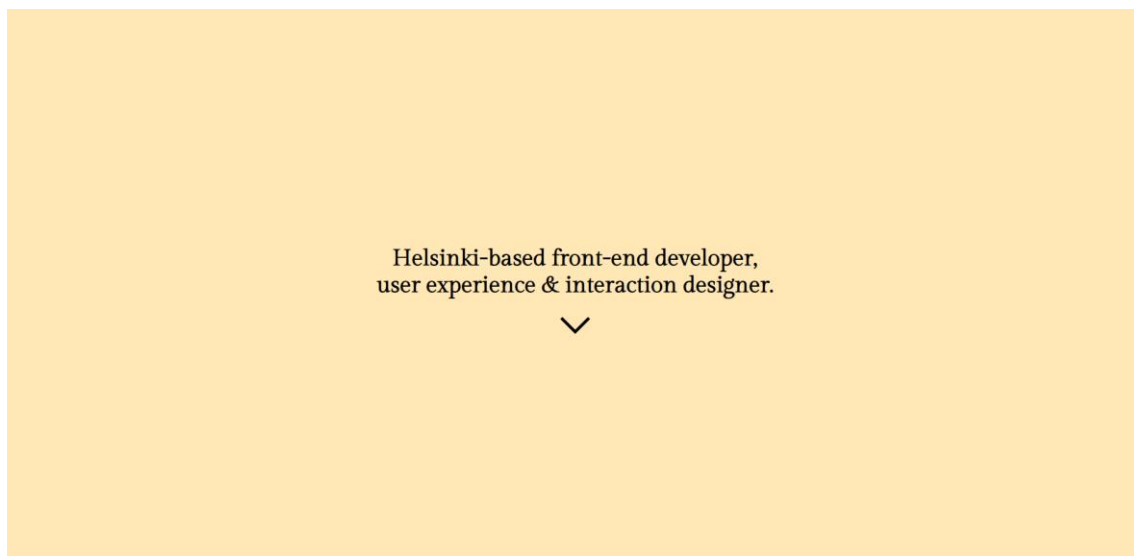 Helsinki-based front-end developer,
user experience & interaction designer.